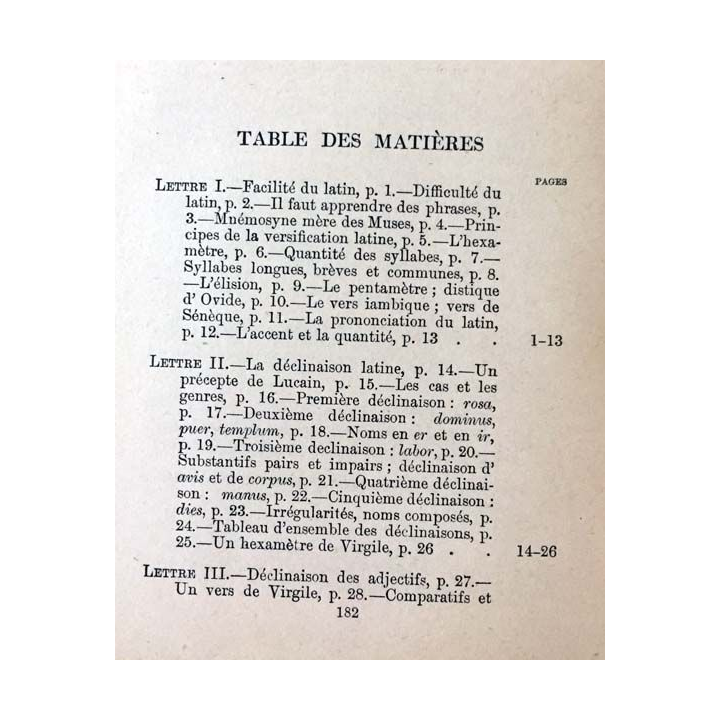 TABLE DES MATIÈRES
PAGES
LETTRE I.—Facilité du latin, p. 1.—Difficulté du
latin, p. 2.—Il faut apprendre des phrases, p.
3.—Mnémosyne mère des Muses, p. 4.—Prin-
cipes de la versification latine, p. 5.—L'hexa-
mètre, p. 6.—Quantité des syllabes, p. 7.—
Syllabes longues, brèves et communes, p. 8.
—L'élision, p. 9.—Le pentamètre ; distique
d' Ovide, p. 10.—Le vers iambique ; vers de
Sénèque, p. 11.—La prononciation du latin,
p. 12.—L'accent et la quantité, p. 13 . . 1-13
LETTRE II.—La déclinaison latine, p. 14.—Un
précepte de Lucain, p. 15.—Les cas et les
genres, p. 16.—Première déclinaison : rosa,
p. 17.—Deuxième déclinaison : dominus,
puer, templum, p. 18.—Noms en er et en ir,
p. 19.—Troisième declinaison : labor, p. 20.—
Substantifs pairs et impairs ; déclinaison d'
avis et de corpus, p. 21.—Quatrième déclinai-
son : manus, p. 22.—Cinquième déclinaison :
dies, p. 23.—Irrégularités, noms composés, p.
24.—Tableau d'ensemble des déclinaisons, p.
25.—Un hexamètre de Virgile, p. 26 . . 14-26
LETTRE III.—Déclinaison des adjectifs, p. 27.—
Un vers de Virgile, p. 28.—Comparatifs et
182